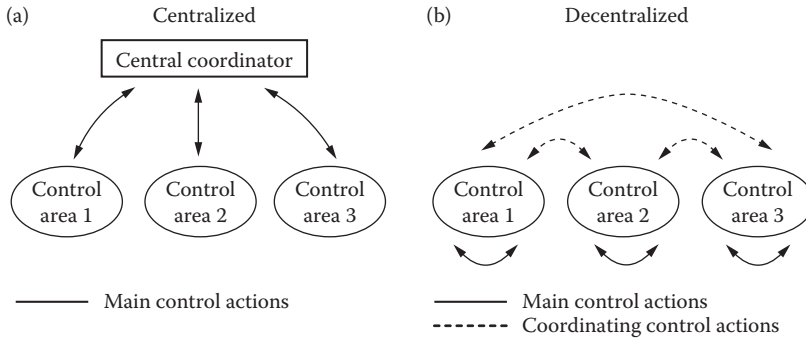 (a)
Centralized
Central coordinator
Control
area 1
Control
area 2
Control
area 3
Main control actions
(b)
Decentralized
Control
area 1
Control
area 2
Control
area 3
Main control actions
Coordinating control actions